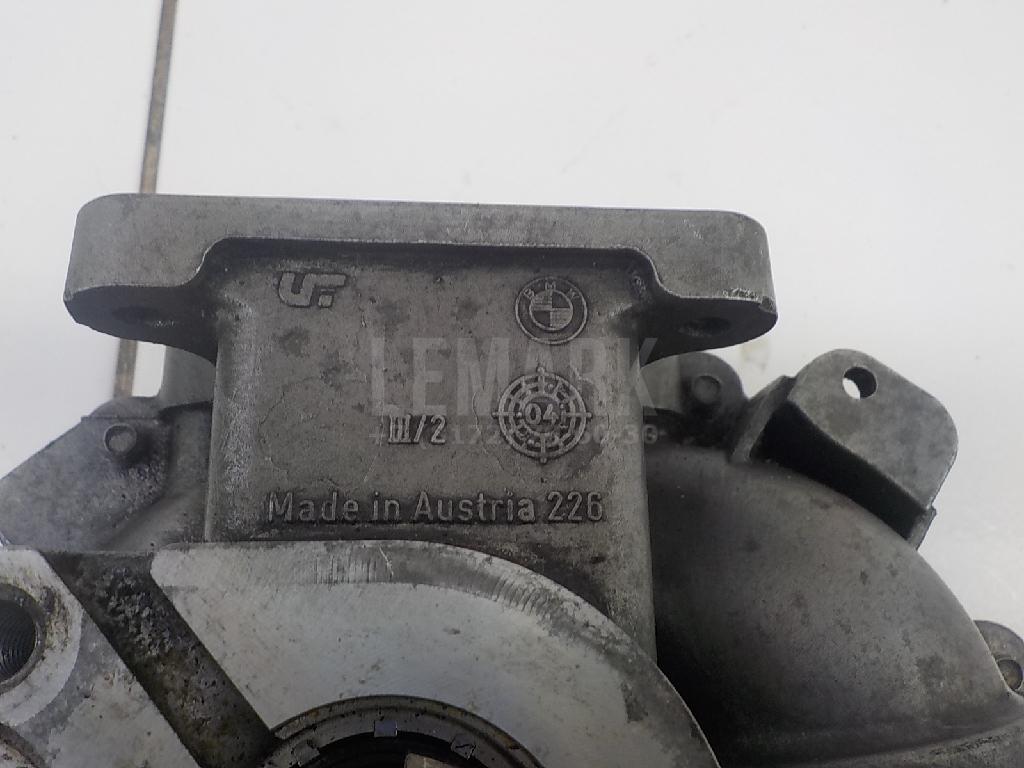 UF
BMW
LEMARK
04
III/2
Made in Austria 226